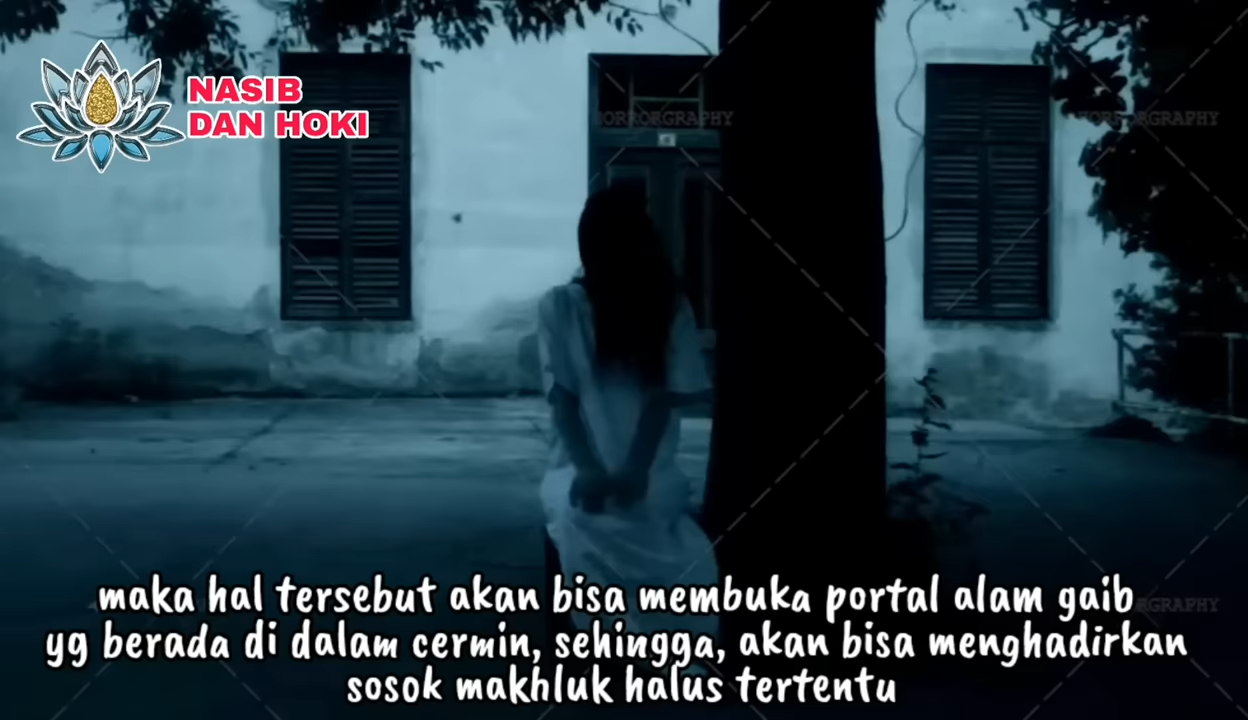 NASIB
DAN HOKI
HORRORGRAPHY
maka hal tersebut akan bisa membuka portal alam gaib
yg berada di dalam cermin, sehingga, akan bisa menghadirkan
sosok makhluk halus tertentu